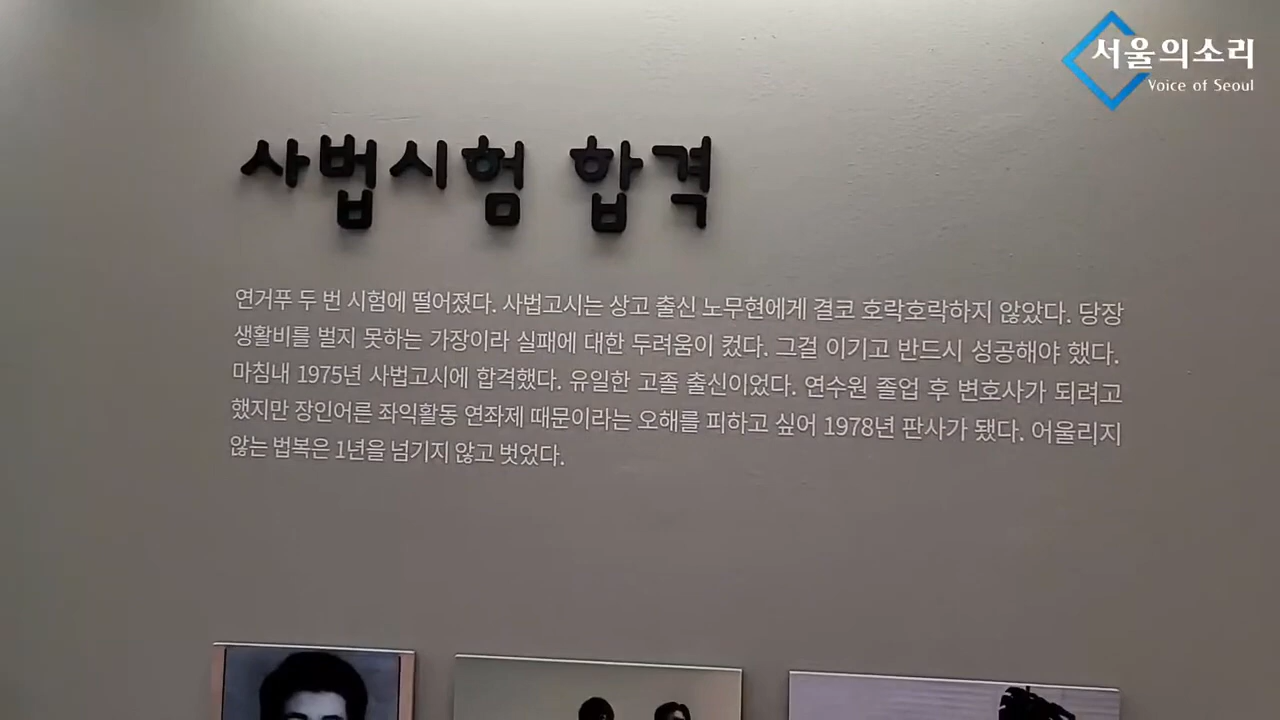 서울의소리
Voice of Seoul
사법시험 합격
연거푸 두 번 시험에 떨어졌다. 사법고시는 상고 출신 노무현에게 결코 호락호락하지 않았다. 당장
생활비를 벌지 못하는 가장이라 실패에 대한 두려움이 컸다. 그걸 이기고 반드시 성공해야 했다.
마침내 1975년 사법고시에 합격했다. 유일한 고졸 출신이었다. 연수원 졸업 후 변호사가 되려고
했지만 장인어른 좌익활동 연좌제 때문이라는 오해를 피하고 싶어 1978년 판사가 됐다. 어울리지
않는 법복은 1년을 넘기지 않고 벗었다.